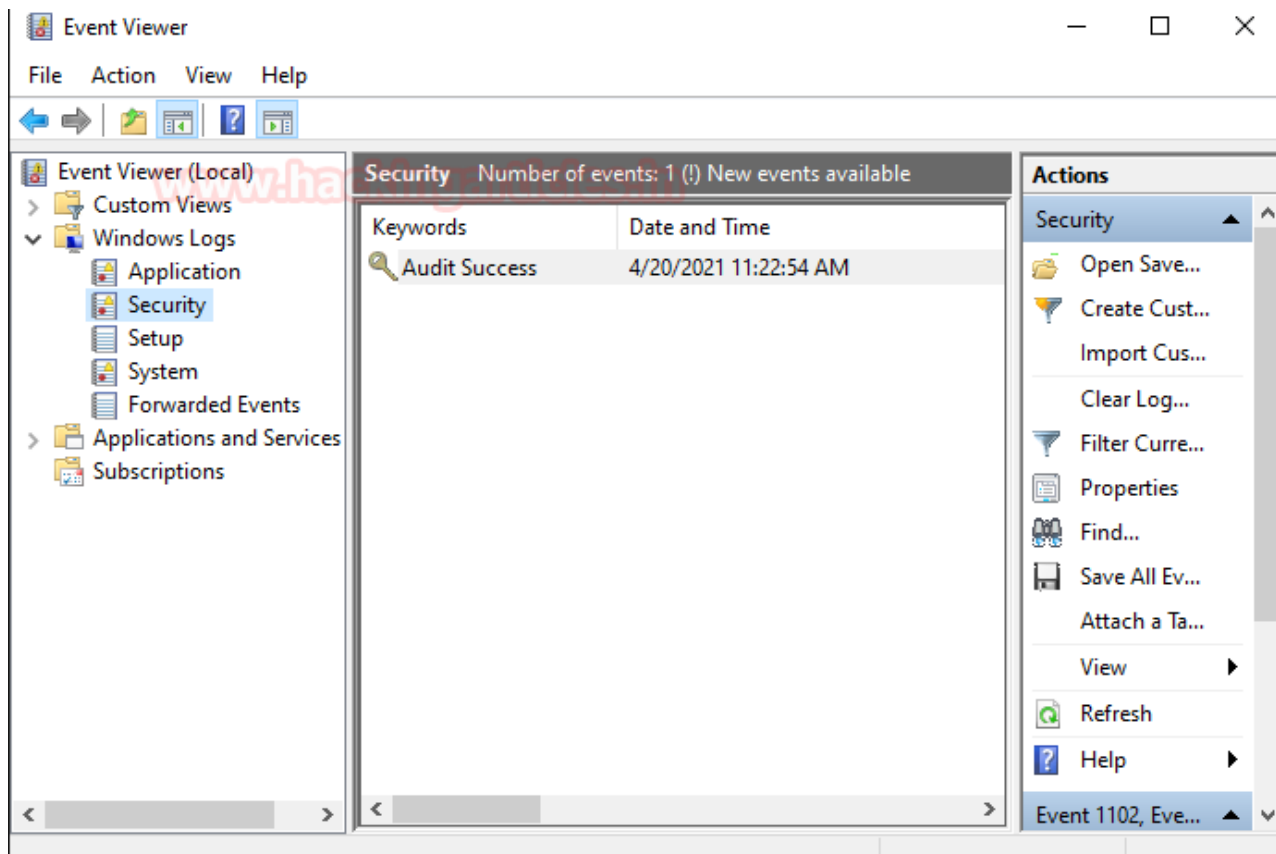 Event Viewer
File Action View Help
Event Viewer (Local)
Custom Views
Windows Logs
Application
Security
Setup
System
Forwarded Events
Applications and Services
Subscriptions
www.hackingarticles.in
Security Number of events: 1 (!) New events available
Keywords Date and Time
Audit Success 4/20/2021 11:22:54 AM
Actions
Security
Open Save...
Create Cust...
Import Cus...
Clear Log...
Filter Curre...
Properties
Find...
Save All Ev...
Attach a Ta...
View
Refresh
Help
Event 1102, Eve...